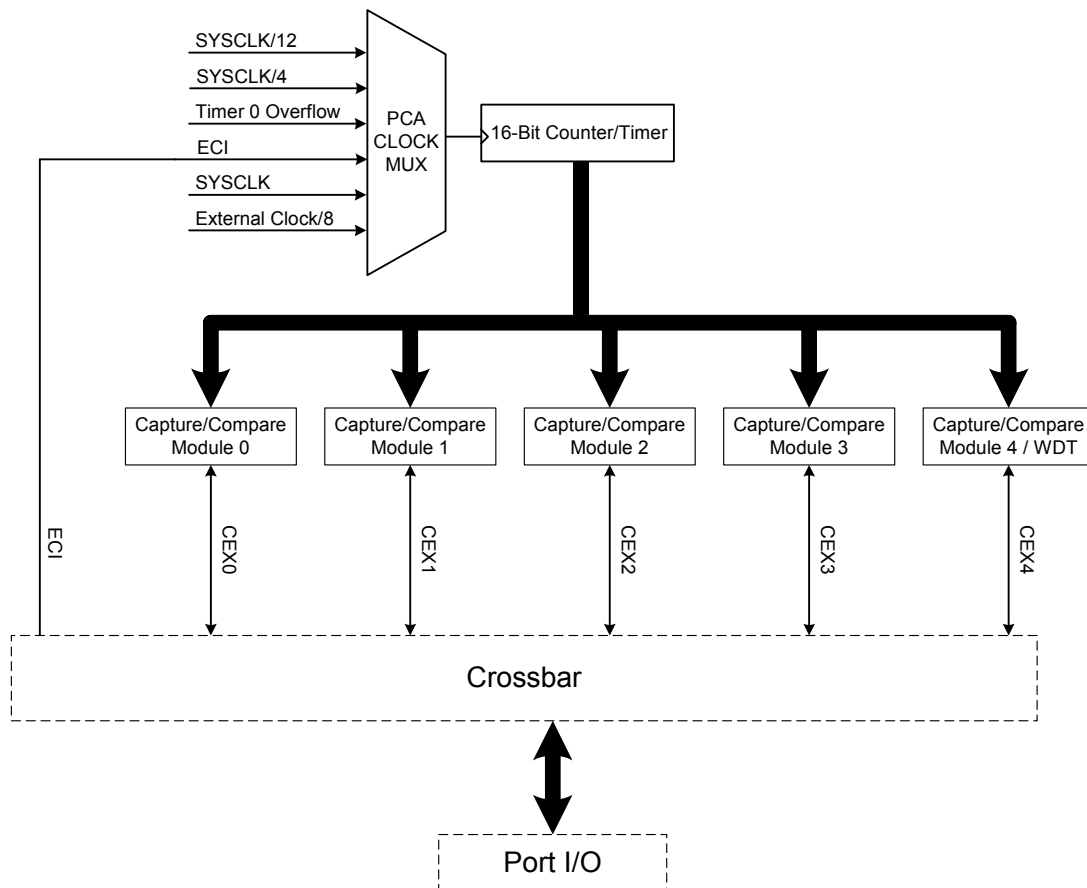 SYSCLK/12
SYSCLK/4
Timer 0 Overflow
ECI
SYSCLK
External Clock/8
PCA
CLOCK
MUX
16-Bit Counter/Timer
Capture/Compare
Module 0
Capture/Compare
Module 1
Capture/Compare
Module 2
Capture/Compare
Module 3
Capture/Compare
Module 4 / WDT
ECI
CEX0
CEX1
CEX2
CEX3
CEX4
Crossbar
Port I/O